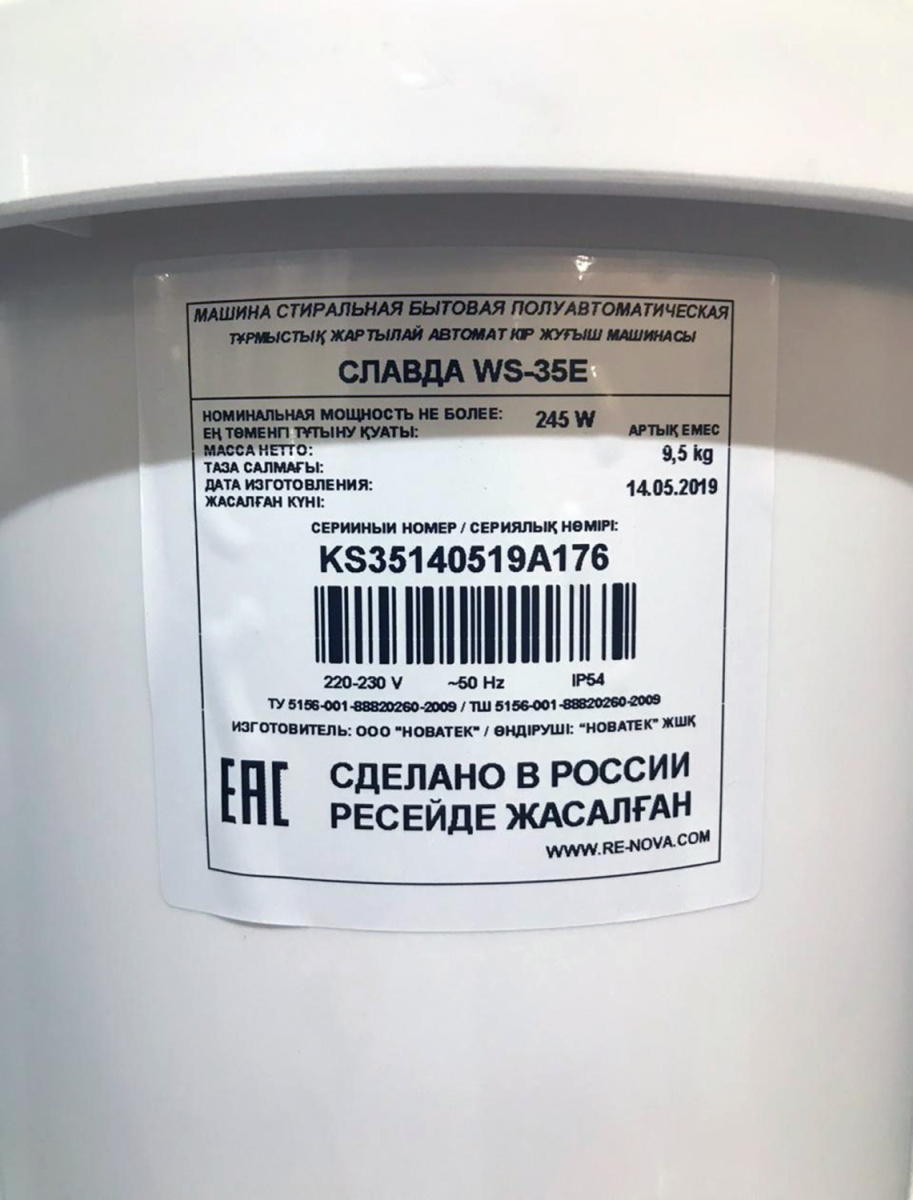 МАШИНА СТИРАЛЬНАЯ БЫТОВАЯ ПОЛУАВТОМАТИЧЕСКАЯ
ТҰРМЫСТЫҚ ЖАРТЫЛАЙ АВТОМАТ КІР ЖУҒЫШ МАШИНАСЫ
СЛАВДА WS-35E
НОМИНАЛЬНАЯ МОЩНОСТЬ НЕ БОЛЕЕ: 245 W
ЕҢ ТӨМЕНГІ ТҰТЫНУ ҚУАТЫ: АРТЫҚ ЕМЕС
МАССА НЕТТО: 9,5 kg
ТАЗА САЛМАҒЫ:
ДАТА ИЗГОТОВЛЕНИЯ: 14.05.2019
ЖАСАЛҒАН КҮНІ:
СЕРИИНЫИ НОМЕР / СЕРИЯЛЫҚ НӨМІРІ:
KS35140519A176
220-230 V ~50 Hz IP54
ТУ 5156-001-88820260-2009 / ТШ 5156-001-88820260-2009
ИЗГОТОВИТЕЛЬ: ООО "НОВАТЕК" / ӨНДІРУШІ: "НОВАТЕК" ЖШҚ
EAC СДЕЛАНО В РОССИИ
РЕСЕЙДЕ ЖАСАЛҒАН
WWW.RE-NOVA.COM